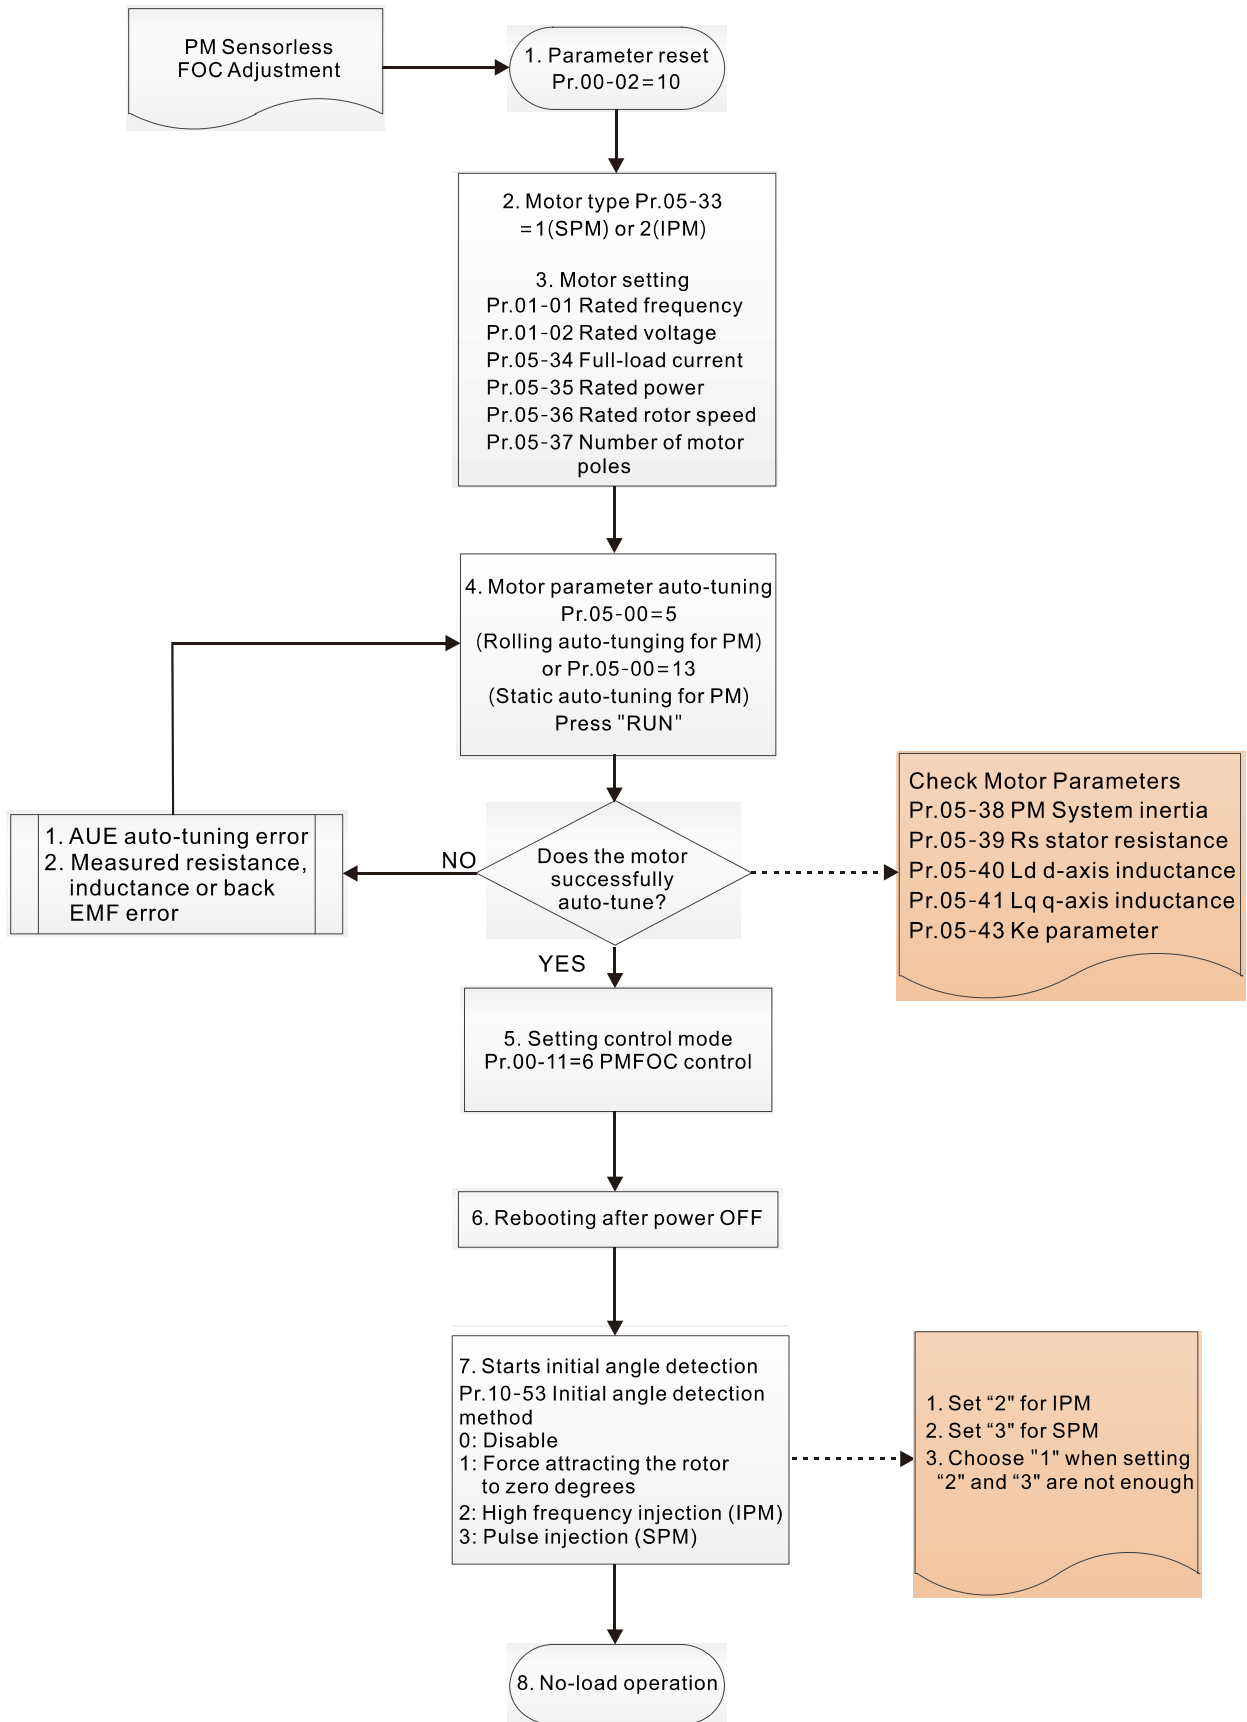 PM Sensorless
FOC Adjustment
1. Parameter reset
Pr.00-02=10
2. Motor type Pr.05-33
=1(SPM) or 2(IPM)
3. Motor setting
Pr.01-01 Rated frequency
Pr.01-02 Rated voltage
Pr.05-34 Full-load current
Pr.05-35 Rated power
Pr.05-36 Rated rotor speed
Pr.05-37 Number of motor
poles
4. Motor parameter auto-tuning
Pr.05-00=5
(Rolling auto-tunging for PM)
or Pr.05-00=13
(Static auto-tuning for PM)
Press "RUN"
Does the motor
successfully
auto-tune?
NO
1. AUE auto-tuning error
2. Measured resistance,
inductance or back
EMF error
Check Motor Parameters
Pr.05-38 PM System inertia
Pr.05-39 Rs stator resistance
Pr.05-40 Ld d-axis inductance
Pr.05-41 Lq q-axis inductance
Pr.05-43 Ke parameter
YES
5. Setting control mode
Pr.00-11=6 PMFOC control
6. Rebooting after power OFF
7. Starts initial angle detection
Pr.10-53 Initial angle detection
method
0: Disable
1: Force attracting the rotor
to zero degrees
2: High frequency injection (IPM)
3: Pulse injection (SPM)
1. Set “2" for IPM
2. Set “3" for SPM
3. Choose "1" when setting
“2" and “3" are not enough
8. No-load operation